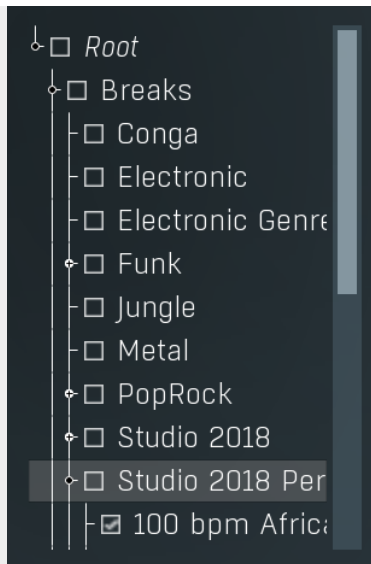 Root
Breaks
Conga
Electronic
Electronic Genre
Funk
Jungle
Metal
PopRock
Studio 2018
Studio 2018 Per
100 bpm Africa